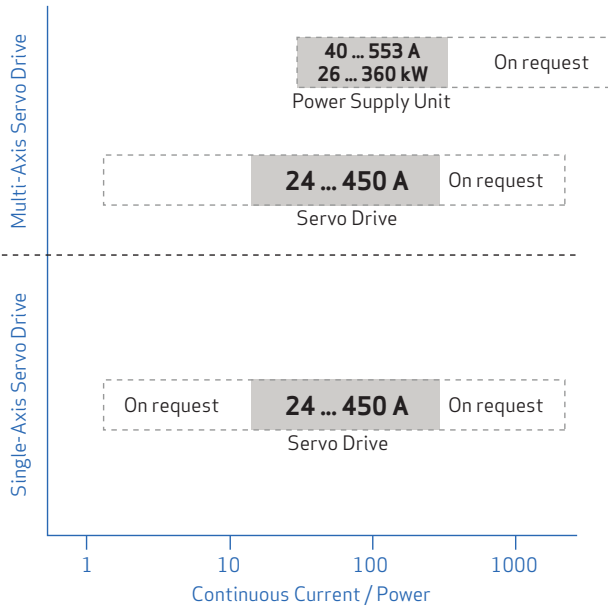 Multi-Axis Servo Drive
40 ... 553 A
26 ... 360 kW
On request
Power Supply Unit
24 ... 450 A
On request
Servo Drive
Single-Axis Servo Drive
On request
24 ... 450 A
On request
Servo Drive
1
10
100
1000
Continuous Current / Power